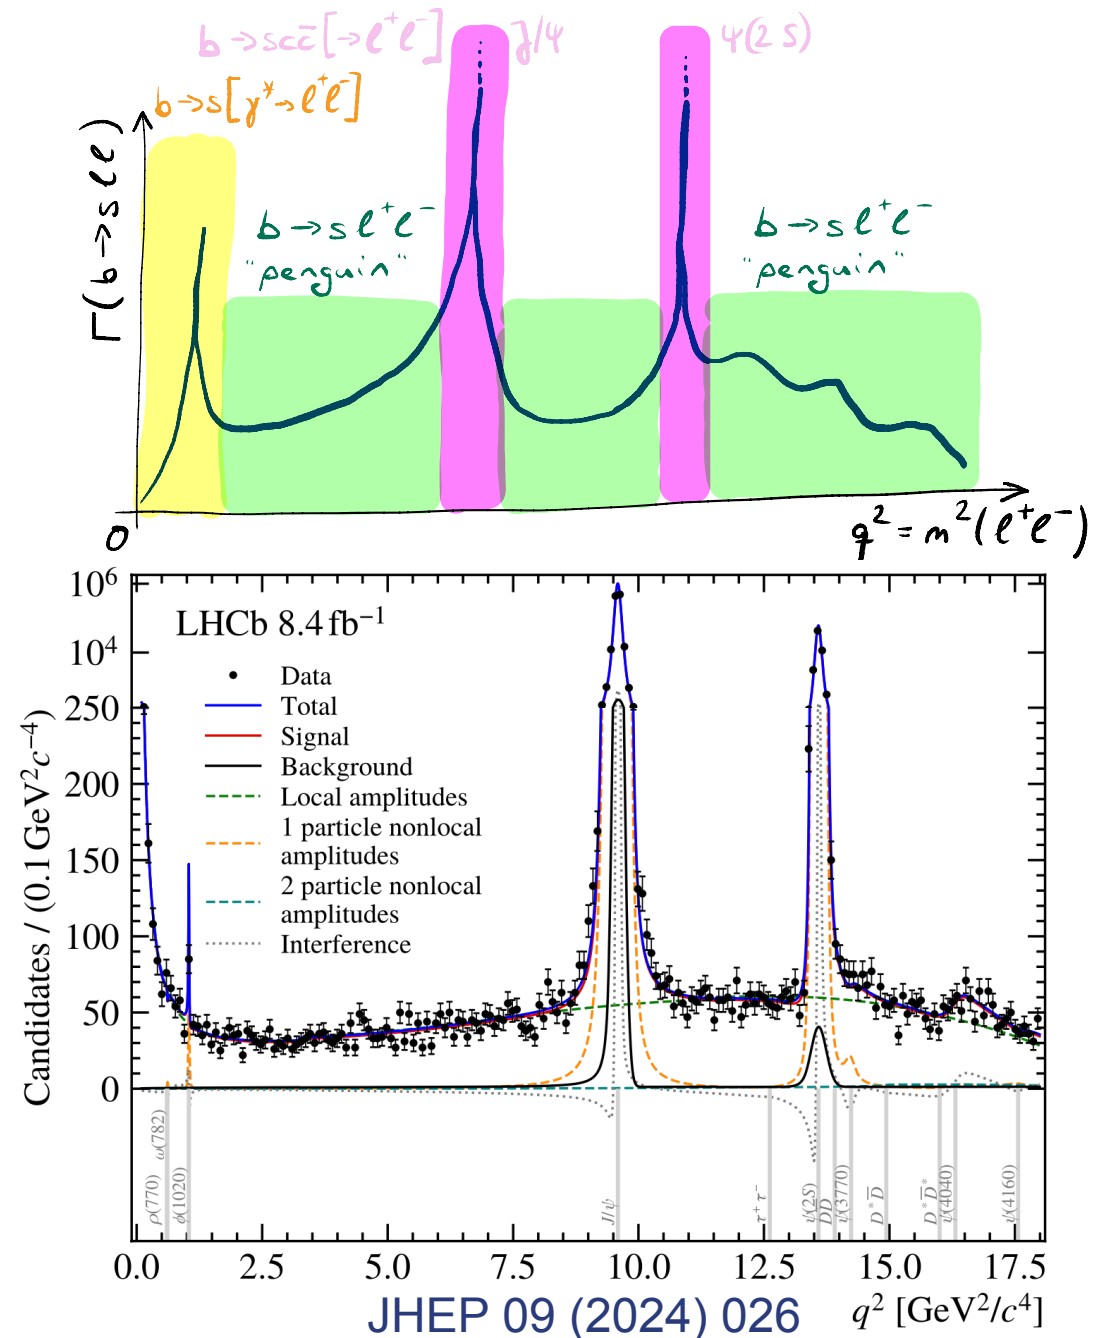 b→scc̄[→ℓ⁺ℓ⁻] J/ψ ψ(2S)
b→s[γ*→ℓ⁺ℓ⁻]
Γ(b→sℓℓ)
b→sℓ⁺ℓ⁻ b→sℓ⁺ℓ⁻
"penguin" "penguin"
0
q² = m²(ℓ⁺ℓ⁻)
10⁶
10⁴
250
200
150
100
50
0
Candidates / (0.1 GeV²c⁻⁴)
LHCb 8.4 fb⁻¹
Data
Total
Signal
Background
Local amplitudes
1 particle nonlocal
amplitudes
2 particle nonlocal
amplitudes
Interference
ρ(770)
ω(782)
ϕ(1020)
J/ψ
τ⁺τ⁻
ψ(2S)
DD̅
ψ(3770)
D*D̅
D*D̅*
ψ(4040)
ψ(4160)
0.0 2.5 5.0 7.5 10.0 12.5 15.0 17.5
q² [GeV²/c⁴]
JHEP 09 (2024) 026